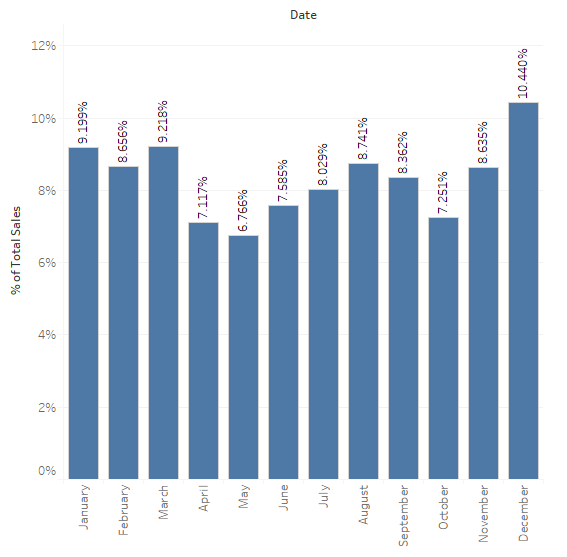 Date
% of Total Sales
12%
10%
8%
6%
4%
2%
0%
9.199%
8.656%
9.218%
7.117%
6.766%
7.585%
8.029%
8.741%
8.362%
7.251%
8.635%
10.440%
January
February
March
April
May
June
July
August
September
October
November
December